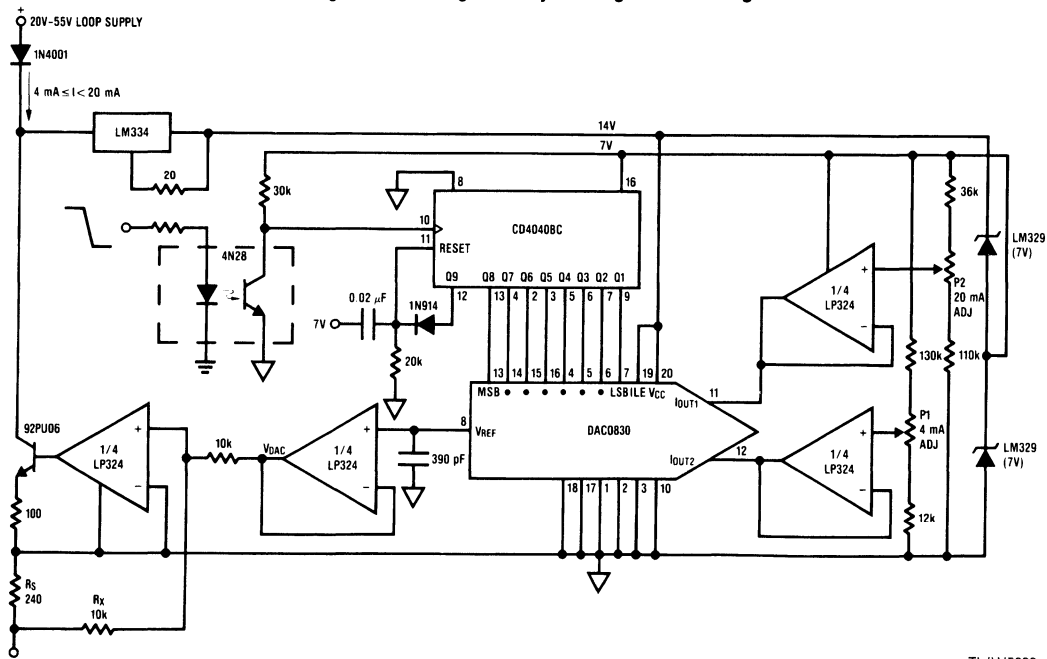 +
20V–55V LOOP SUPPLY
1N4001
4 mA ≤ I < 20 mA
LM334
20
14V
7V
30k
8
16
10
11
RESET
CD4040BC
Q9 Q8 Q7 Q6 Q5 Q4 Q3 Q2 Q1
12 13 4 2 3 5 6 7 9
4N28
0.02 µF
1N914
7V
20k
36k
LM329
(7V)
+
1/4
LP324
–
P2
20 mA
ADJ
130k
110k
13 14 15 16 4 5 6 7 19 20
MSB • • • • • • LSB ILE VCC
IOUT1
11
8
VREF
DAC0830
IOUT2
12
18 17 1 2 3 10
+
1/4
LP324
–
P1
4 mA
ADJ
12k
LM329
(7V)
92PU06
+
1/4
LP324
–
10k
VDAC
+
1/4
LP324
–
390 pF
100
RS
240
RX
10k